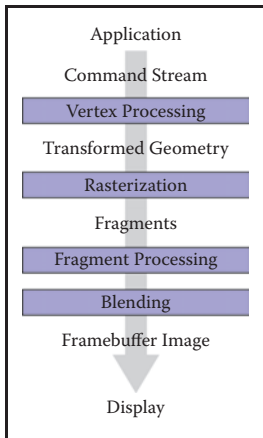 Application
Command Stream
Vertex Processing
Transformed Geometry
Rasterization
Fragments
Fragment Processing
Blending
Framebuffer Image
Display